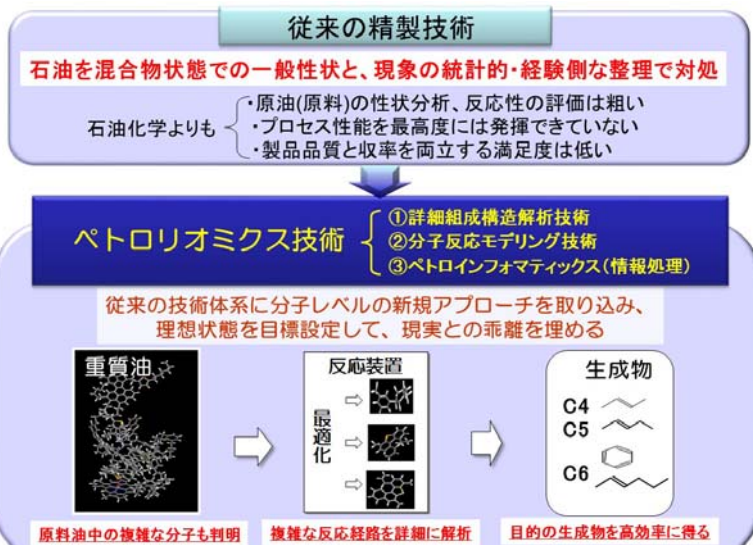 従来の精製技術
石油を混合物状態での一般性状と、現象の統計的・経験側な整理で対処
石油化学よりも
・原油(原料)の性状分析、反応性の評価は粗い
・プロセス性能を最高度には発揮できていない
・製品品質と収率を両立する満足度は低い
ペトロリオミクス技術
①詳細組成構造解析技術
②分子反応モデリング技術
③ペトロインフォマティックス(情報処理)
従来の技術体系に分子レベルの新規アプローチを取り込み、
理想状態を目標設定して、現実との乖離を埋める
重質油
反応装置
最適化
生成物
C4
C5
C6
原料油中の複雑な分子も判明
複雑な反応経路を詳細に解析
目的の生成物を高効率に得る